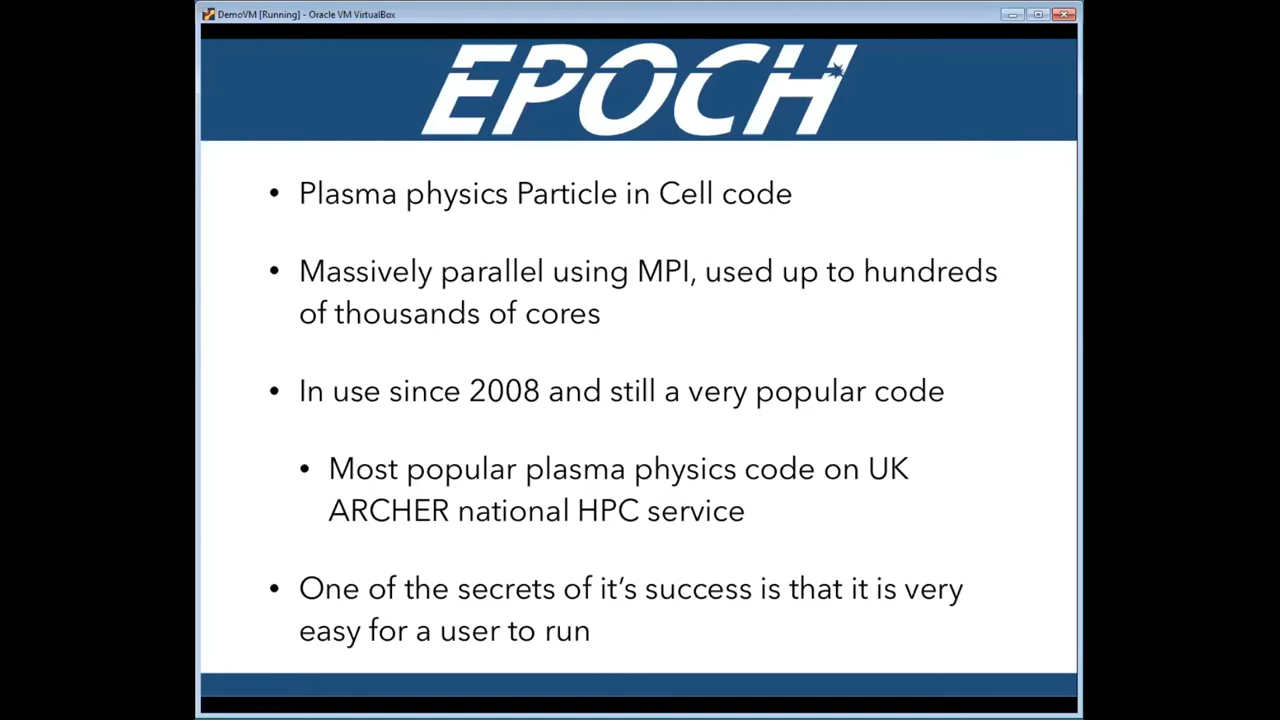 DemoVM [Running] - Oracle VM VirtualBox
EPOCH
• Plasma physics Particle in Cell code
• Massively parallel using MPI, used up to hundreds
of thousands of cores
• In use since 2008 and still a very popular code
• Most popular plasma physics code on UK
ARCHER national HPC service
• One of the secrets of it’s success is that it is very
easy for a user to run